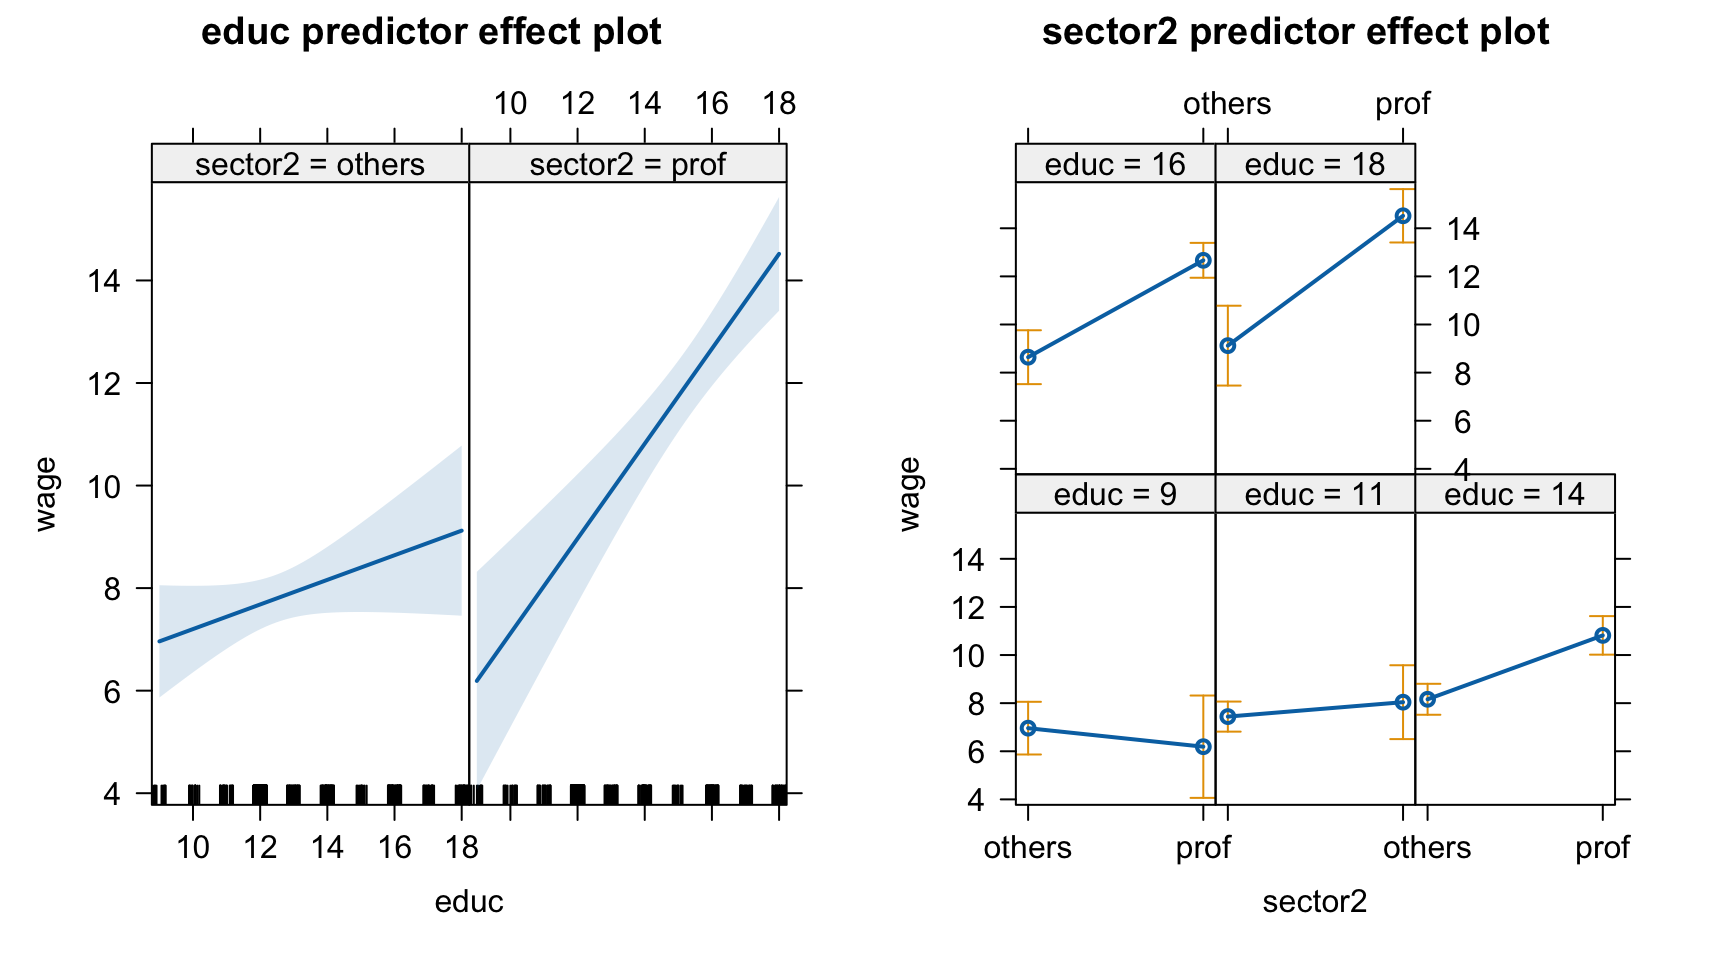 educ predictor effect plot
10 12 14 16 18
sector2 = others sector2 = prof
14
12
10
8
6
4
wage
10 12 14 16 18
educ
sector2 predictor effect plot
others prof
educ = 16 educ = 18
14
12
10
8
6
4
educ = 9 educ = 11 educ = 14
14
12
10
8
6
4
wage
others prof others prof
sector2